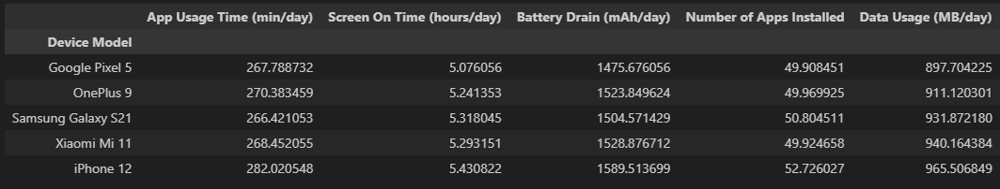 App Usage Time (min/day) Screen On Time (hours/day) Battery Drain (mAh/day) Number of Apps Installed Data Usage (MB/day)
Device Model
Google Pixel 5 267.788732 5.076056 1475.676056 49.908451 897.704225
OnePlus 9 270.383459 5.241353 1523.849624 49.969925 911.120301
Samsung Galaxy S21 266.421053 5.318045 1504.571429 50.804511 931.872180
Xiaomi Mi 11 268.452055 5.293151 1528.876712 49.924658 940.164384
iPhone 12 282.020548 5.430822 1589.513699 52.726027 965.506849